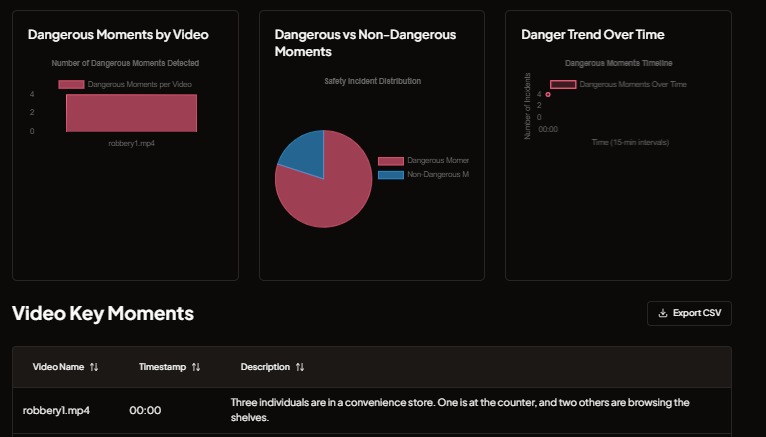 Dangerous Moments by Video
Number of Dangerous Moments Detected
Dangerous Moments per Video
4
2
0
robbery1.mp4
Dangerous vs Non-Dangerous
Moments
Safety Incident Distribution
Dangerous Momer
Non-Dangerous M
Danger Trend Over Time
Dangerous Moments Timeline
Dangerous Moments Over Time
Number of Incidents
4
2
0
00:00
Time (15-min intervals)
Video Key Moments
Export CSV
Video Name Timestamp Description
robbery1.mp4 00:00 Three individuals are in a convenience store. One is at the counter, and two others are browsing the
shelves.